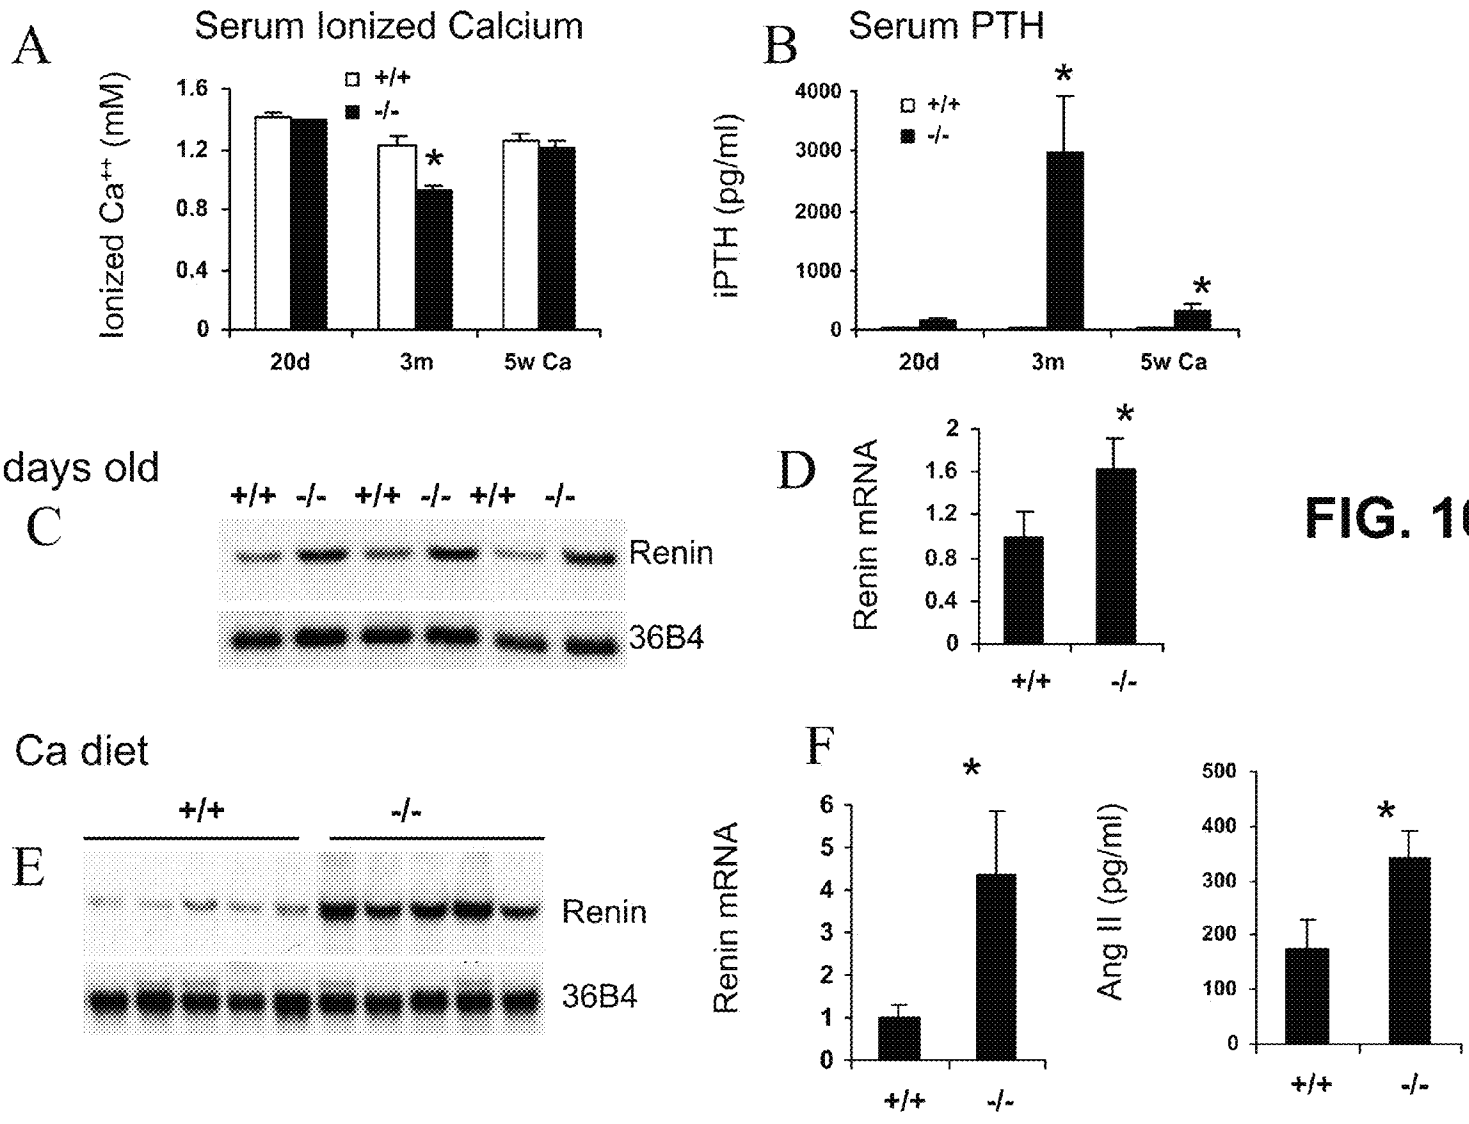 A
Serum Ionized Calcium
Ionized Ca++ (mM)
1.6
1.2
0.8
0.4
0
+/+
-/-
*
20d
3m
5w Ca
B
Serum PTH
iPTH (pg/ml)
4000
3000
2000
1000
0
+/+
-/-
*
*
20d
3m
5w Ca
days old
C
+/+ -/- +/+ -/- +/+ -/-
Renin
36B4
D
Renin mRNA
2
1.6
1.2
0.8
0.4
0
*
+/+
-/-
FIG. 10
Ca diet
E
+/+
-/-
Renin
36B4
F
Renin mRNA
6
5
4
3
2
1
0
*
+/+
-/-
Ang II (pg/ml)
500
400
300
200
100
0
*
+/+
-/-